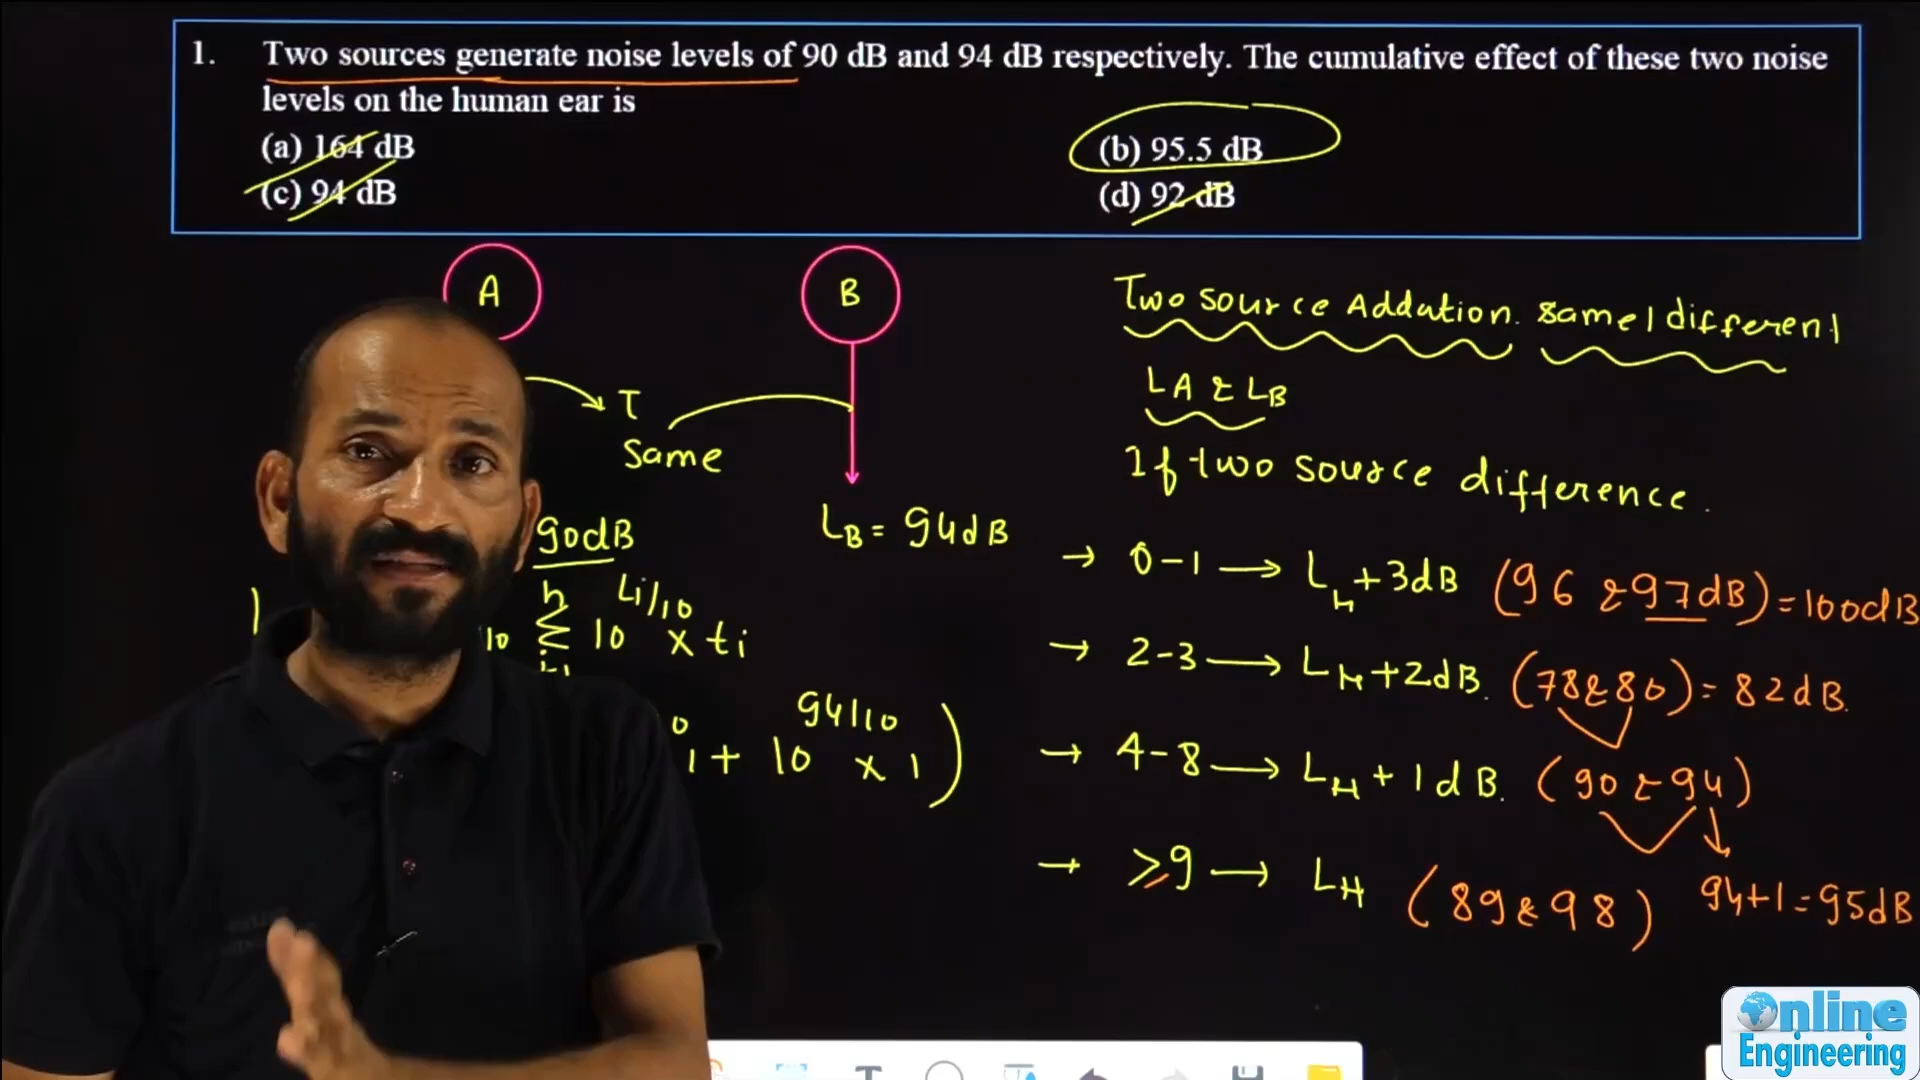 1. Two sources generate noise levels of 90 dB and 94 dB respectively. The cumulative effect of these two noise
levels on the human ear is
(a) 164 dB
(b) 95.5 dB
(c) 94 dB
(d) 92 dB
A
B
T
Same
90dB
LB = 94dB
10 n Σ i=1 10 Li/10 x ti
1 + 10 94/10 x 1 )
Two source Addution. same | different
LA & LB
If two source difference.
→ 0-1 → LH +3dB (96 & 97dB) = 100dB
→ 2-3 → LH +2dB. (78 & 80) = 82dB.
→ 4-8 → LH + 1dB. (90 & 94)
→ ≥9 → LH (89 & 98)
94+1 = 95dB
Online
Engineering